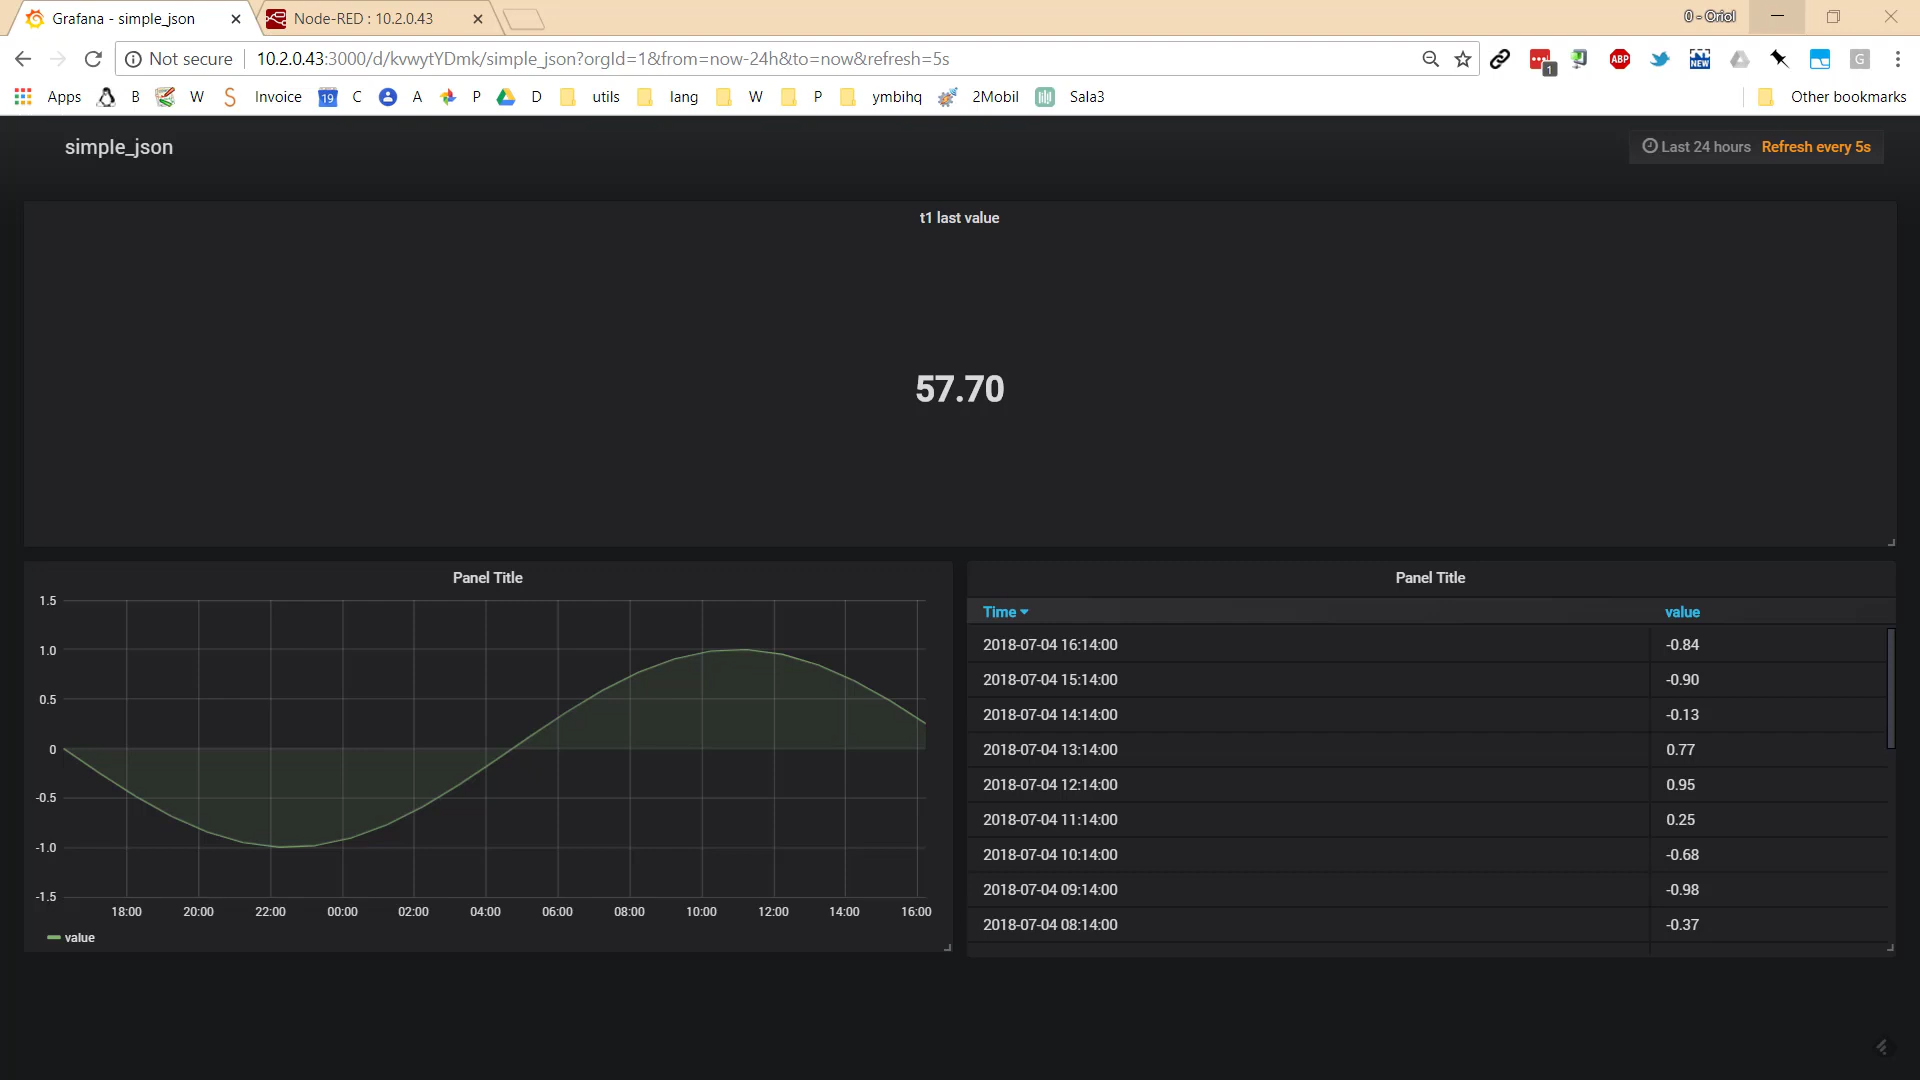 Grafana - simple_json
Node-RED : 10.2.0.43
0 - Oriol
Not secure
10.2.0.43:3000/d/kvwytYDmk/simple_json?orgId=1&from=now-24h&to=now&refresh=5s
1
ABP
NEW
G
Apps B W S Invoice 19 C A P D utils lang W P ymbihq 2Mobil Sala3 Other bookmarks
simple_json
Last 24 hours Refresh every 5s
t1 last value
57.70
Panel Title
1.5
1.0
0.5
0
-0.5
-1.0
-1.5
18:00 20:00 22:00 00:00 02:00 04:00 06:00 08:00 10:00 12:00 14:00 16:00
value
Panel Title
Time value
2018-07-04 16:14:00 -0.84
2018-07-04 15:14:00 -0.90
2018-07-04 14:14:00 -0.13
2018-07-04 13:14:00 0.77
2018-07-04 12:14:00 0.95
2018-07-04 11:14:00 0.25
2018-07-04 10:14:00 -0.68
2018-07-04 09:14:00 -0.98
2018-07-04 08:14:00 -0.37